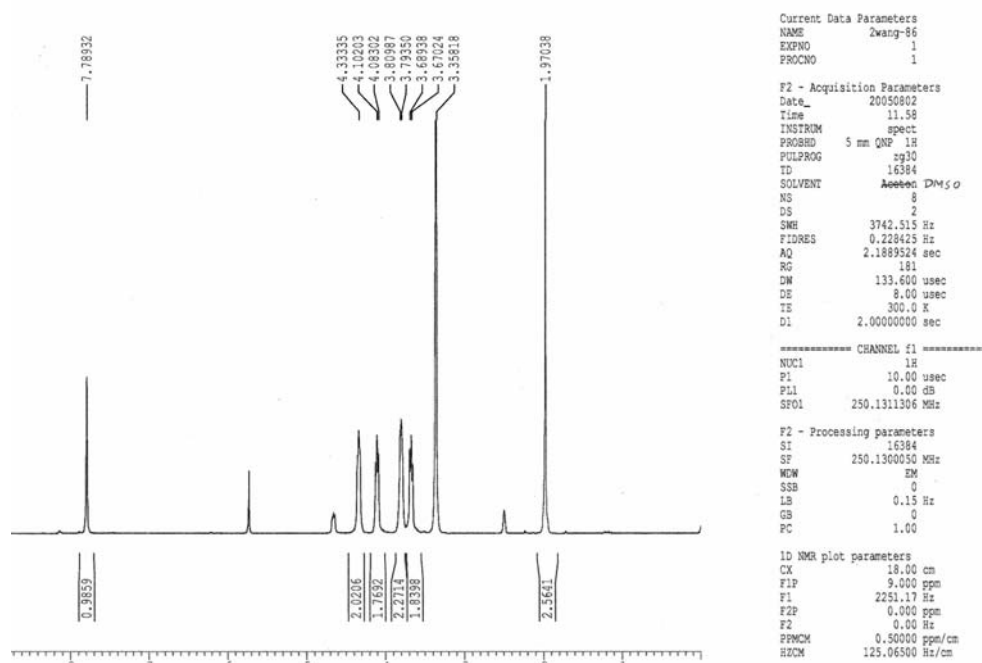 7.78932
4.33335
4.10203
4.08302
3.80987
3.79350
3.68938
3.67024
3.35818
1.97038
0.9859
2.0206
1.7692
2.2714
1.8398
2.5641
Current Data Parameters
NAME 2wang-86
EXPNO 1
PROCNO 1
F2 - Acquisition Parameters
Date_ 20050802
Time 11.58
INSTRUM spect
PROBHD 5 mm QNP 1H
PULPROG zg30
TD 16384
SOLVENT Aceton DMSO
NS 8
DS 2
SWH 3742.515 Hz
FIDRES 0.228425 Hz
AQ 2.1889524 sec
RG 181
DW 133.600 usec
DE 8.00 usec
TE 300.0 K
D1 2.00000000 sec
============ CHANNEL f1 ==========
NUC1 1H
P1 10.00 usec
PL1 0.00 dB
SFO1 250.1311306 MHz
F2 - Processing parameters
SI 16384
SF 250.1300050 MHz
WDW EM
SSB 0
LB 0.15 Hz
GB 0
PC 1.00
1D NMR plot parameters
CX 18.00 cm
F1P 9.000 ppm
F1 2251.17 Hz
F2P 0.000 ppm
F2 0.00 Hz
PPMCM 0.50000 ppm/cm
HZCM 125.06500 Hz/cm